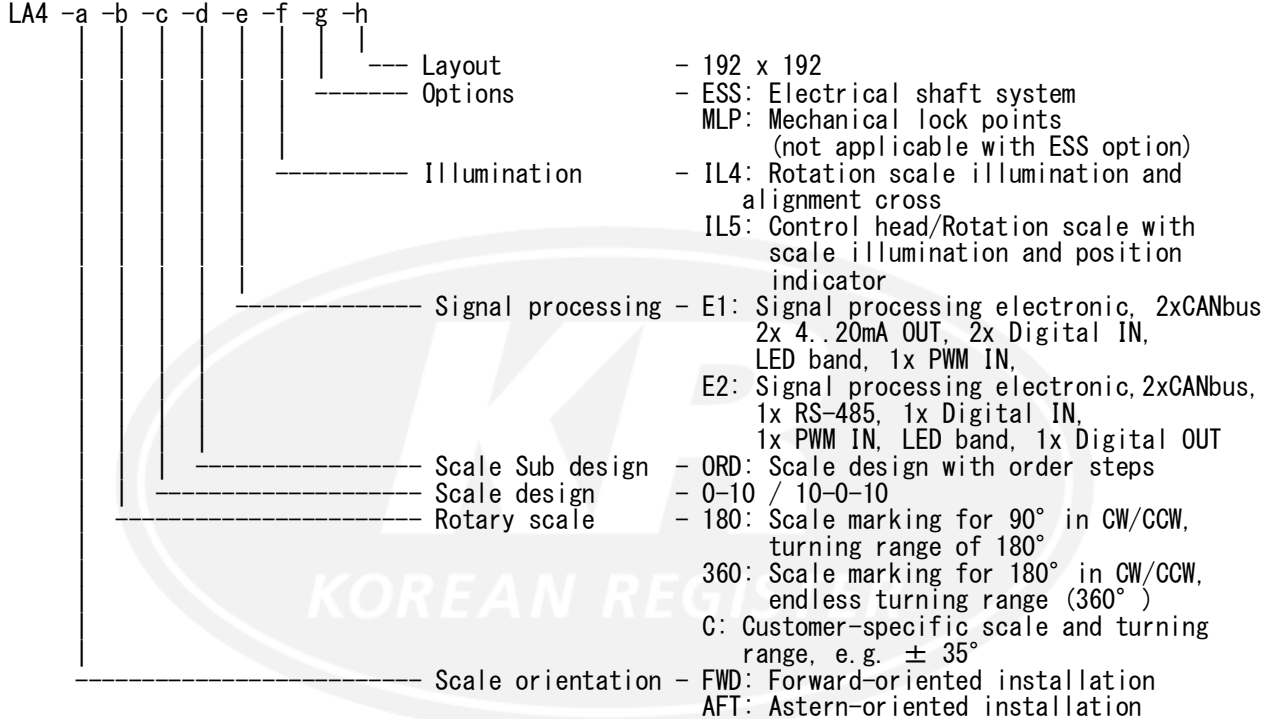 LA4 -a -b -c -d -e -f -g -h
--- Layout - 192 x 192
------- Options - ESS: Electrical shaft system
MLP: Mechanical lock points
(not applicable with ESS option)
---------- Illumination - IL4: Rotation scale illumination and
alignment cross
IL5: Control head/Rotation scale with
scale illumination and position
indicator
-------------- Signal processing - E1: Signal processing electronic, 2xCANbus
2x 4..20mA OUT, 2x Digital IN,
LED band, 1x PWM IN,
E2: Signal processing electronic,2xCANbus,
1x RS-485, 1x Digital IN,
1x PWM IN, LED band, 1x Digital OUT
----------------- Scale Sub design - ORD: Scale design with order steps
-------------------- Scale design - 0-10 / 10-0-10
----------------------- Rotary scale - 180: Scale marking for 90° in CW/CCW,
turning range of 180°
360: Scale marking for 180° in CW/CCW,
endless turning range (360°)
C: Customer-specific scale and turning
range, e.g. ± 35°
-------------------------- Scale orientation - FWD: Forward-oriented installation
AFT: Astern-oriented installation
KR
KOREAN REGISTER